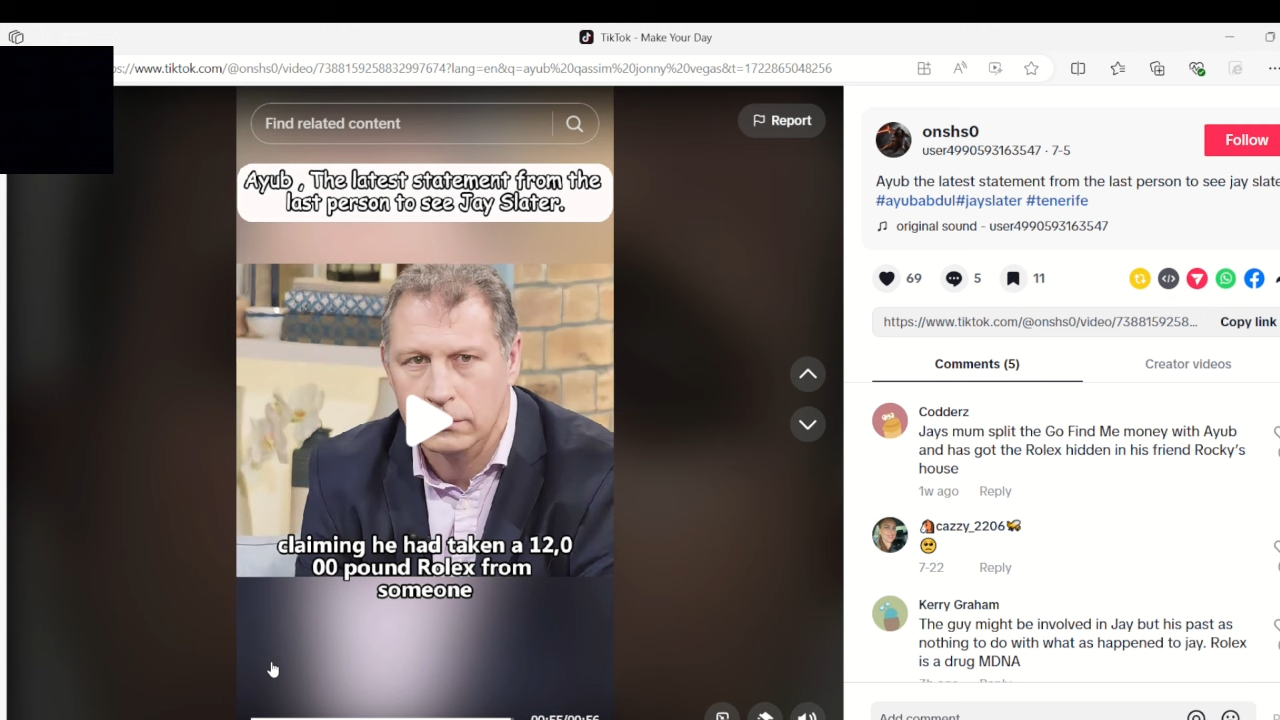 TikTok - Make Your Day
ps://www.tiktok.com/@onshs0/video/7388159258832997674?lang=en&q=ayub%20qassim%20jonny%20vegas&t=1722865048256
Find related content
Report
Ayub , The latest statement from the
last person to see Jay Slater.
claiming he had taken a 12,0
00 pound Rolex from
someone
00:55/00:56
onshs0
user4990593163547 · 7-5
Follow
Ayub the latest statement from the last person to see jay slate
#ayubabdul#jayslater #tenerife
original sound - user4990593163547
69
5
11
https://www.tiktok.com/@onshs0/video/7388159258...
Copy link
Comments (5)
Creator videos
Codderz
Jays mum split the Go Find Me money with Ayub
and has got the Rolex hidden in his friend Rocky's
house
1w ago
Reply
cazzy_2206
7-22
Reply
Kerry Graham
The guy might be involved in Jay but his past as
nothing to do with what as happened to jay. Rolex
is a drug MDNA
Reply
Add comment